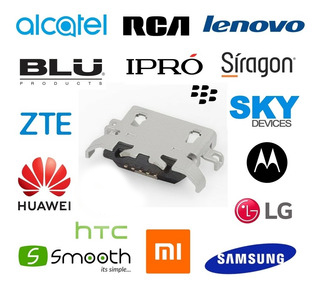 alcatel RCA lenovo
BLU IPRÓ Síragon
PRODUCTS
SKY
DEVICES
ZTE
HUAWEI
LG
hTC
S Smooth
its simple...
mi
SAMSUNG